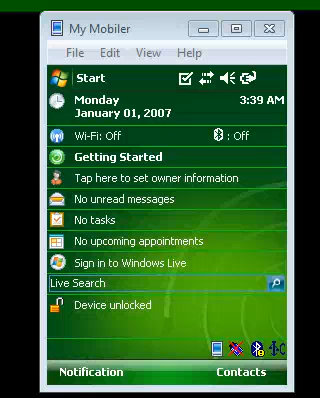 My Mobiler
File Edit View Help
Start
Monday 3:39 AM
January 01, 2007
Wi-Fi: Off : Off
Getting Started
Tap here to set owner information
No unread messages
No tasks
No upcoming appointments
Sign in to Windows Live
Live Search
Device unlocked
Notification Contacts